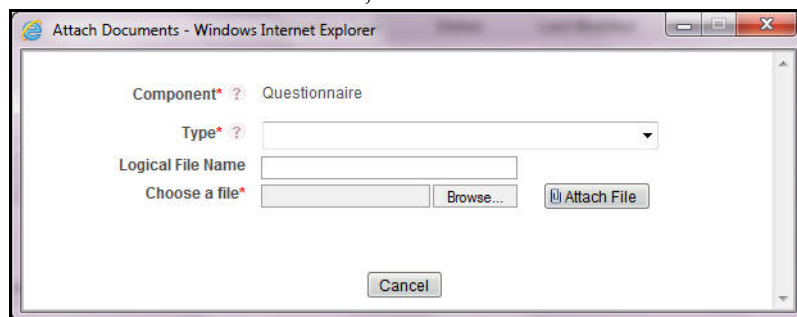 Attach Documents - Windows Internet Explorer
Component* ? Questionnaire
Type* ?
Logical File Name
Choose a file* Browse... Attach File
Cancel